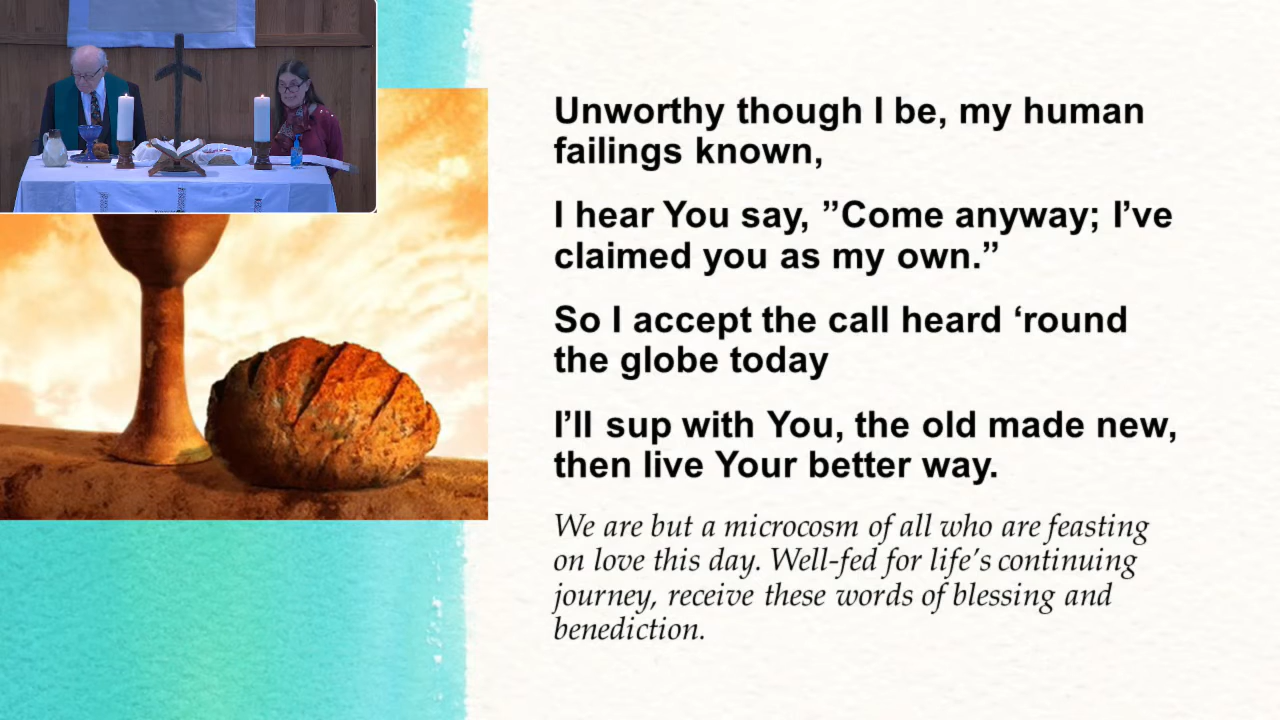 Unworthy though I be, my human
failings known,
I hear You say, ”Come anyway; I’ve
claimed you as my own.”
So I accept the call heard ‘round
the globe today
I’ll sup with You, the old made new,
then live Your better way.
We are but a microcosm of all who are feasting
on love this day. Well-fed for life’s continuing
journey, receive these words of blessing and
benediction.